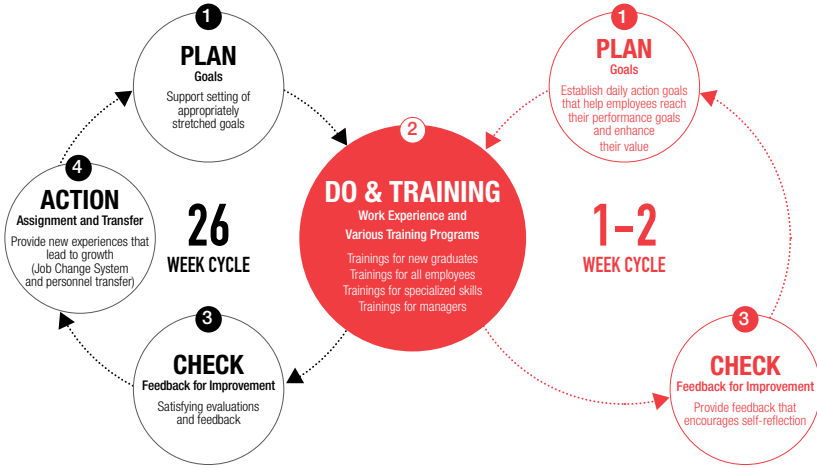 1
PLAN
Goals
Support setting of
appropriately
stretched goals
4
ACTION
Assignment and Transfer
Provide new experiences that
lead to growth
(Job Change System
and personnel transfer)
26
WEEK CYCLE
3
CHECK
Feedback for Improvement
Satisfying evaluations
and feedback
2
DO & TRAINING
Work Experience and
Various Training Programs
Trainings for new graduates
Trainings for all employees
Trainings for specialized skills
Trainings for managers
1
PLAN
Goals
Establish daily action goals
that help employees reach
their performance goals
and enhance
their value
1–2
WEEK CYCLE
3
CHECK
Feedback for Improvement
Provide feedback that
encourages self-reflection